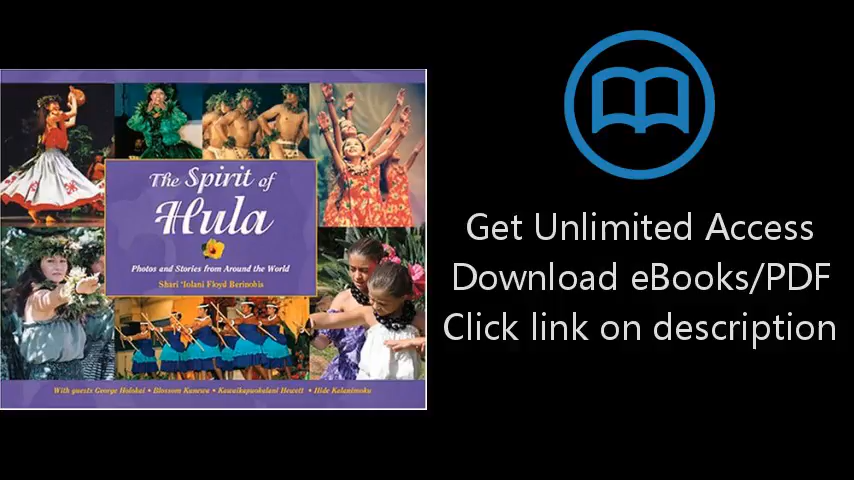 The Spirit of
Hula
Photos and Stories from Around the World
Shari 'Iolani Floyd Berinobis
With guests George Holokai • Blossom Kunewa • Kawaikapuokalani Hewett • Hide Kalanimoku
Get Unlimited Access
Download eBooks/PDF
Click link on description